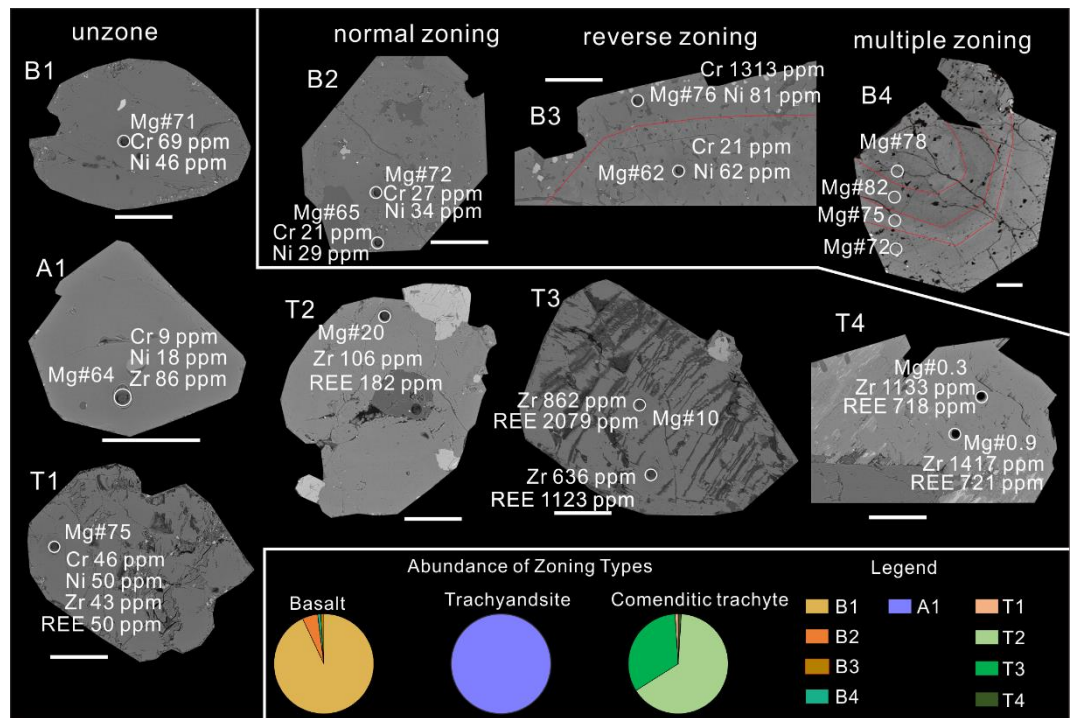 unzone
normal zoning
reverse zoning
multiple zoning
B1
Mg#71
Cr 69 ppm
Ni 46 ppm
B2
Mg#72
Cr 27 ppm
Ni 34 ppm
Mg#65
Cr 21 ppm
Ni 29 ppm
B3
Cr 1313 ppm
Mg#76 Ni 81 ppm
Cr 21 ppm
Mg#62 Ni 62 ppm
B4
Mg#78
Mg#82
Mg#75
Mg#72
A1
Cr 9 ppm
Ni 18 ppm
Mg#64 Zr 86 ppm
T1
Mg#75
Cr 46 ppm
Ni 50 ppm
Zr 43 ppm
REE 50 ppm
T2
Mg#20
Zr 106 ppm
REE 182 ppm
T3
Zr 862 ppm
REE 2079 ppm Mg#10
Zr 636 ppm
REE 1123 ppm
T4
Mg#0.3
Zr 1133 ppm
REE 718 ppm
Mg#0.9
Zr 1417 ppm
REE 721 ppm
Abundance of Zoning Types
Legend
Basalt
Trachyandsite
Comenditic trachyte
B1 A1 T1
B2 T2
B3 T3
B4 T4